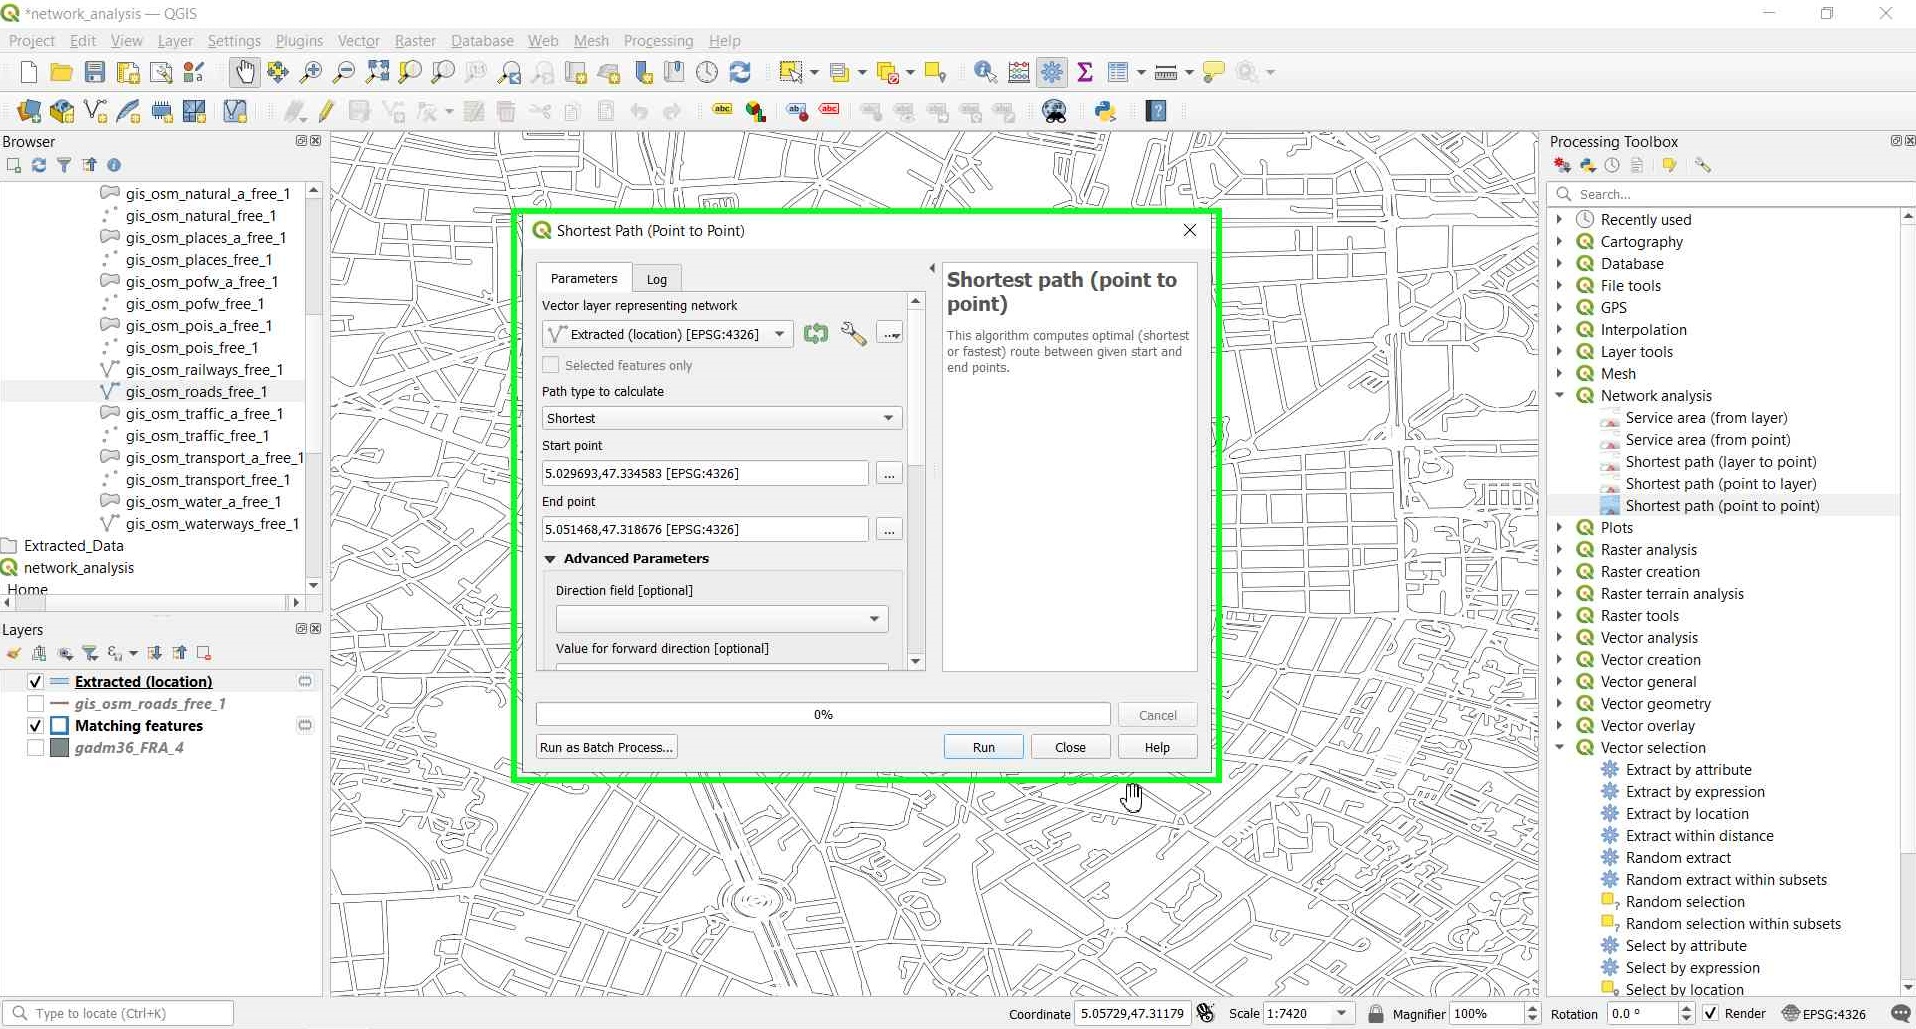 *network_analysis — QGIS
Project Edit View Layer Settings Plugins Vector Raster Database Web Mesh Processing Help
abc abc abc
Browser
gis_osm_natural_a_free_1
gis_osm_natural_free_1
gis_osm_places_a_free_1
gis_osm_places_free_1
gis_osm_pofw_a_free_1
gis_osm_pofw_free_1
gis_osm_pois_a_free_1
gis_osm_pois_free_1
gis_osm_railways_free_1
gis_osm_roads_free_1
gis_osm_traffic_a_free_1
gis_osm_traffic_free_1
gis_osm_transport_a_free_1
gis_osm_transport_free_1
gis_osm_water_a_free_1
gis_osm_waterways_free_1
Extracted_Data
network_analysis
Home
Layers
Extracted (location)
gis_osm_roads_free_1
Matching features
gadm36_FRA_4
Shortest Path (Point to Point)
Parameters Log
Vector layer representing network
Extracted (location) [EPSG:4326] ...
Selected features only
Path type to calculate
Shortest
Start point
5.029693,47.334583 [EPSG:4326] ...
End point
5.051468,47.318676 [EPSG:4326] ...
Advanced Parameters
Direction field [optional]
Value for forward direction [optional]
Shortest path (point to
point)
This algorithm computes optimal (shortest
or fastest) route between given start and
end points.
0% Cancel
Run as Batch Process... Run Close Help
Processing Toolbox
Search...
Recently used
Cartography
Database
File tools
GPS
Interpolation
Layer tools
Mesh
Network analysis
Service area (from layer)
Service area (from point)
Shortest path (layer to point)
Shortest path (point to layer)
Shortest path (point to point)
Plots
Raster analysis
Raster creation
Raster terrain analysis
Raster tools
Vector analysis
Vector creation
Vector general
Vector geometry
Vector overlay
Vector selection
Extract by attribute
Extract by expression
Extract by location
Extract within distance
Random extract
Random extract within subsets
Random selection
Random selection within subsets
Select by attribute
Select by expression
Select by location
Type to locate (Ctrl+K) Coordinate 5.05729,47.31179 Scale 1:7420 Magnifier 100% Rotation 0.0 ° Render EPSG:4326